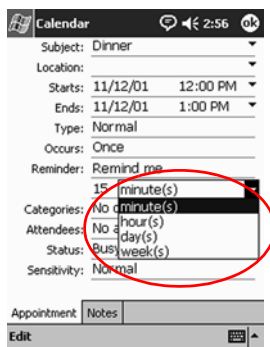 Calendar 2:56 ok
Subject: Dinner
Location:
Starts: 11/12/01 12:00 PM
Ends: 11/12/01 1:00 PM
Type: Normal
Occurs: Once
Reminder: Remind me
15 minute(s)
minute(s)
Categories: No
hour(s)
Attendees: No
day(s)
Status: Busy
week(s)
Sensitivity: Normal
Appointment Notes
Edit